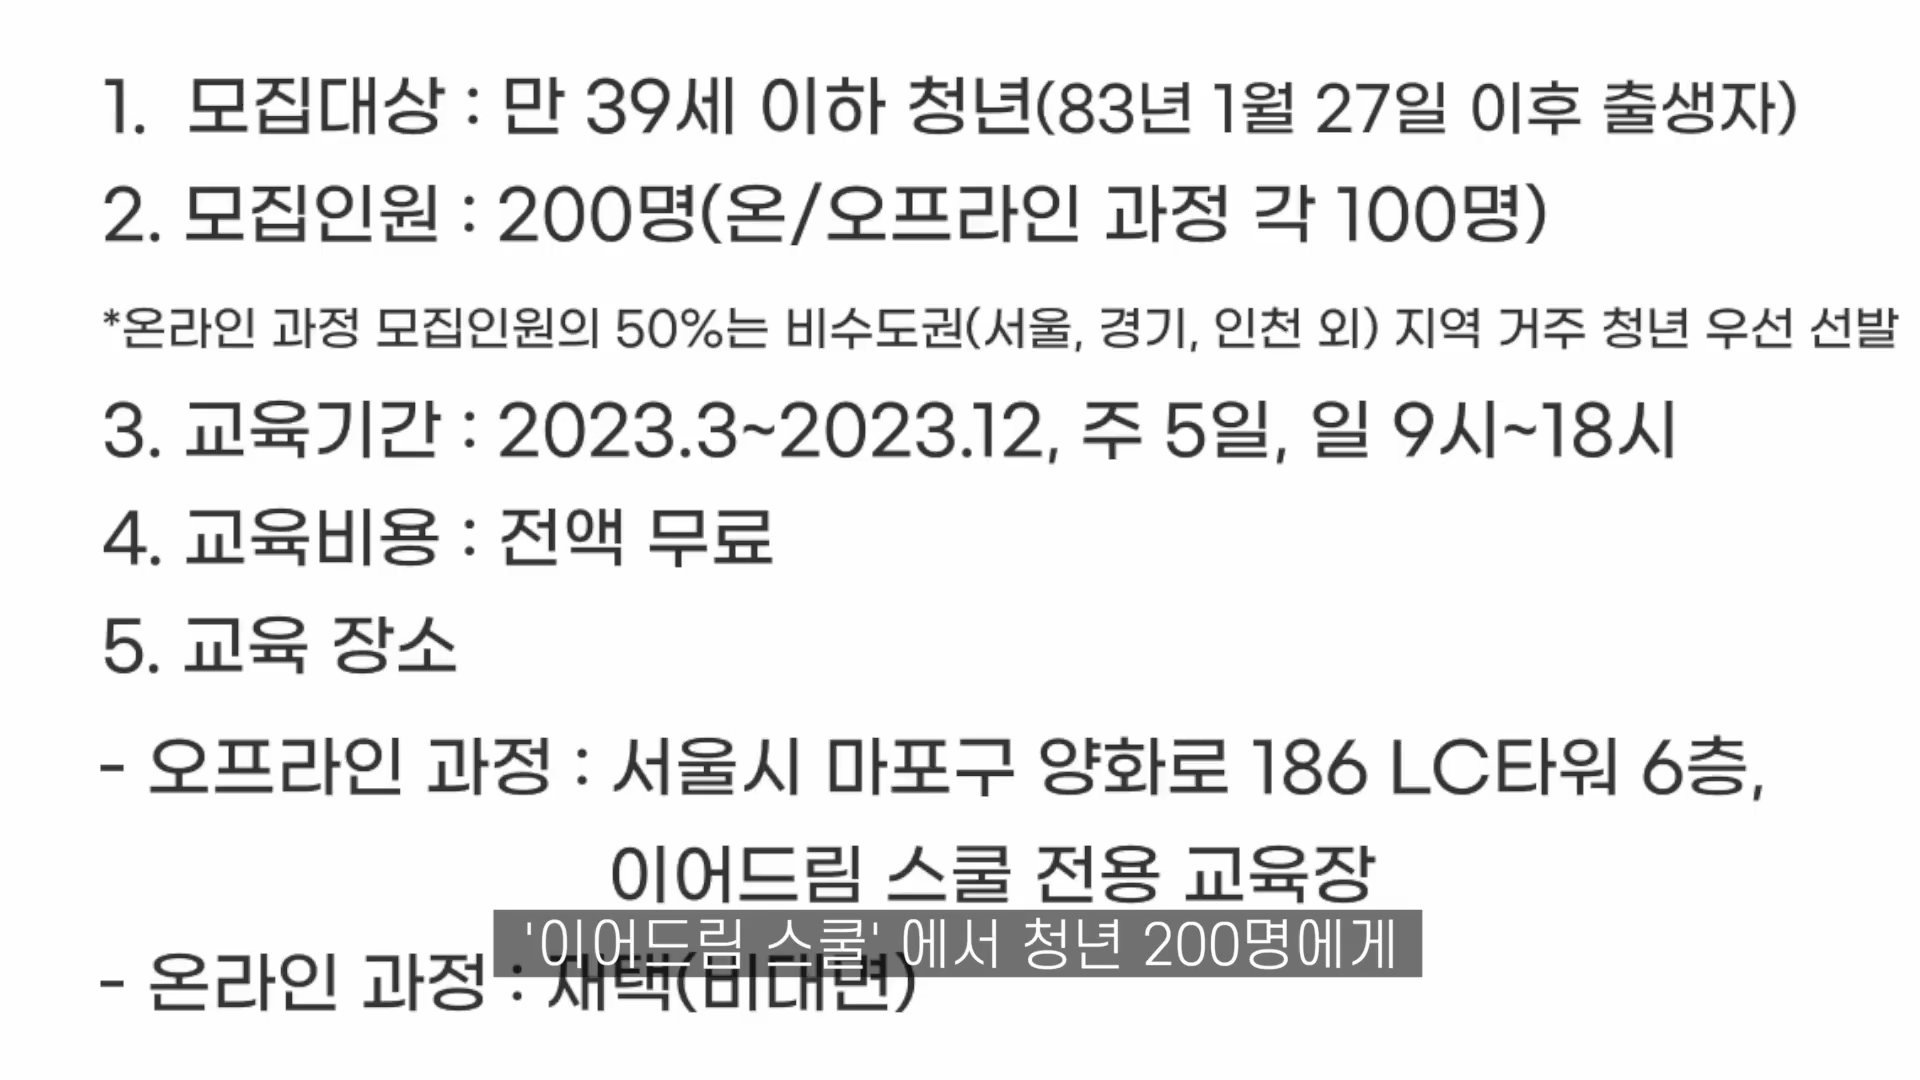 1. 모집대상 : 만 39세 이하 청년(83년 1월 27일 이후 출생자)
2. 모집인원 : 200명(온/오프라인 과정 각 100명)
*온라인 과정 모집인원의 50%는 비수도권(서울, 경기, 인천 외) 지역 거주 청년 우선 선발
3. 교육기간 : 2023.3~2023.12, 주 5일, 일 9시~18시
4. 교육비용 : 전액 무료
5. 교육 장소
- 오프라인 과정 : 서울시 마포구 양화로 186 LC타워 6층,
이어드림 스쿨 전용 교육장
'이어드림 스쿨' 에서 청년 200명에게
- 온라인 과정 : 재택(비대면)